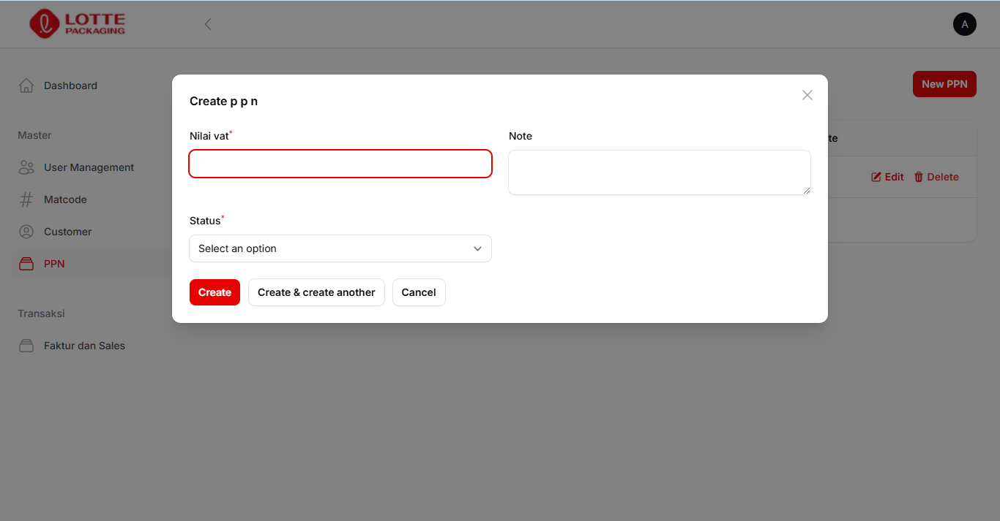 LOTTE
PACKAGING
A
Dashboard
New PPN
Create p p n
Master
Nilai vat*
Note
te
User Management
Edit
Delete
Matcode
Status*
Customer
Select an option
PPN
Create
Create & create another
Cancel
Transaksi
Faktur dan Sales